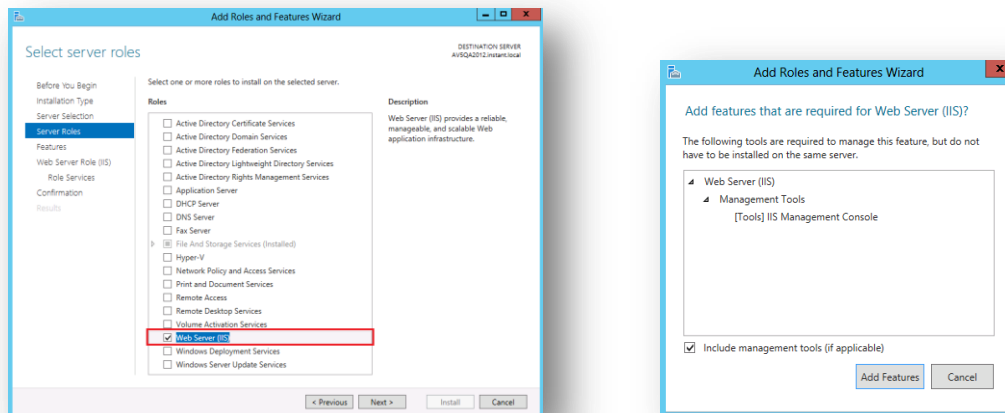 Add Roles and Features Wizard
Select server roles
DESTINATION SERVER
AVSQA2012.instant.local
Before You Begin
Installation Type
Server Selection
Server Roles
Features
Web Server Role (IIS)
Role Services
Confirmation
Results
Select one or more roles to install on the selected server.
Roles
Active Directory Certificate Services
Active Directory Domain Services
Active Directory Federation Services
Active Directory Lightweight Directory Services
Active Directory Rights Management Services
Application Server
DHCP Server
DNS Server
Fax Server
File And Storage Services (Installed)
Hyper-V
Network Policy and Access Services
Print and Document Services
Remote Access
Remote Desktop Services
Volume Activation Services
Web Server (IIS)
Windows Deployment Services
Windows Server Update Services
Description
Web Server (IIS) provides a reliable,
manageable, and scalable Web
application infrastructure.
< Previous
Next >
Install
Cancel
Add Roles and Features Wizard
Add features that are required for Web Server (IIS)?
The following tools are required to manage this feature, but do not
have to be installed on the same server.
Web Server (IIS)
Management Tools
[Tools] IIS Management Console
Include management tools (if applicable)
Add Features
Cancel